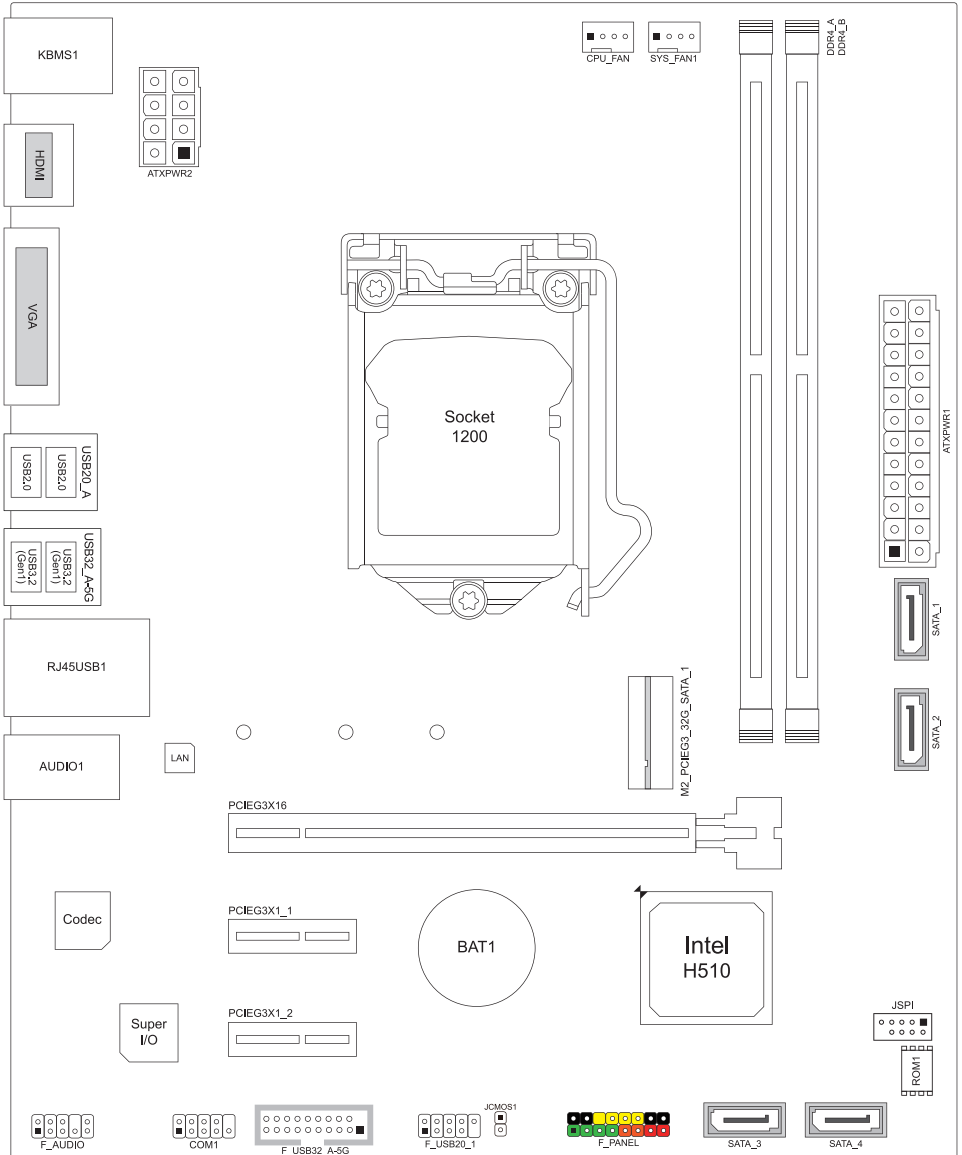 KBMS1
CPU_FAN
SYS_FAN1
DDR4_A
DDR4_B
ATXPWR2
HDMI
VGA
Socket
1200
ATXPWR1
USB2.0
USB2.0
USB20_A
USB3.2
(Gen1)
USB3.2
(Gen1)
USB32_A-5G
SATA_1
RJ45USB1
M2_PCIEG3_32G_SATA_1
SATA_2
AUDIO1
LAN
PCIEG3X16
Codec
PCIEG3X1_1
BAT1
Intel
H510
Super
I/O
PCIEG3X1_2
JSPI
ROM1
F_AUDIO
COM1
F_USB32_A-5G
F_USB20_1
JCMOS1
F_PANEL
SATA_3
SATA_4